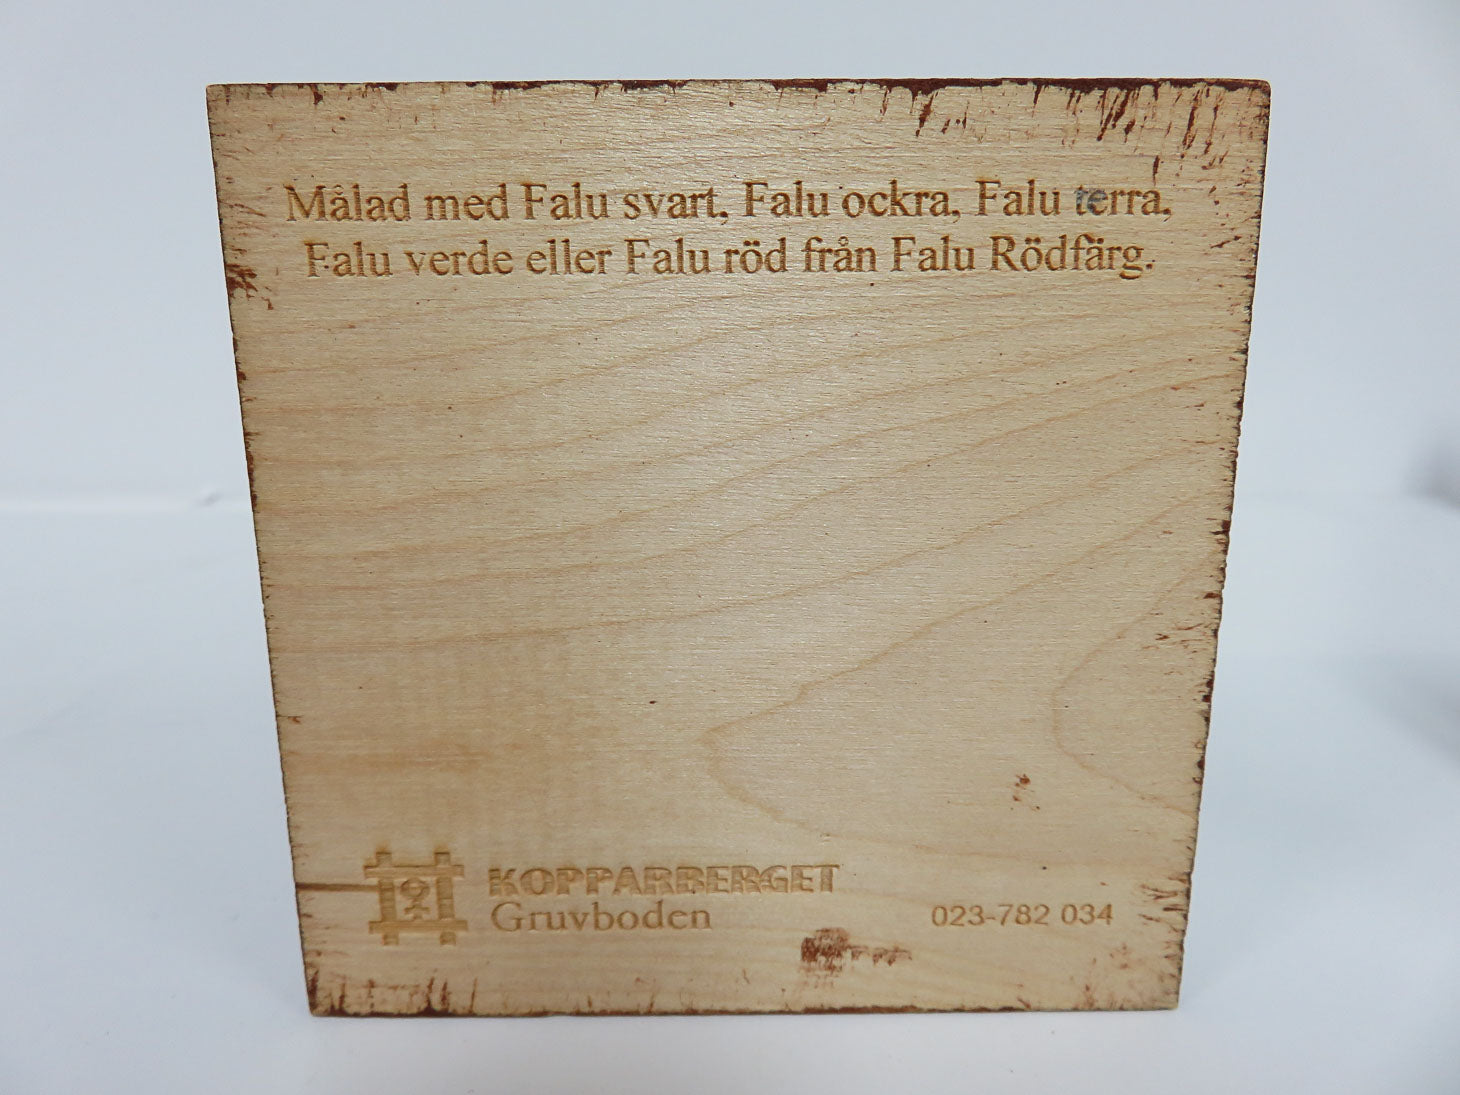 Målad med Falu svart, Falu ockra, Falu terra,
Falu verde eller Falu röd från Falu Rödfärg.
KOPPARBERGET
Gruvboden
023-782 034